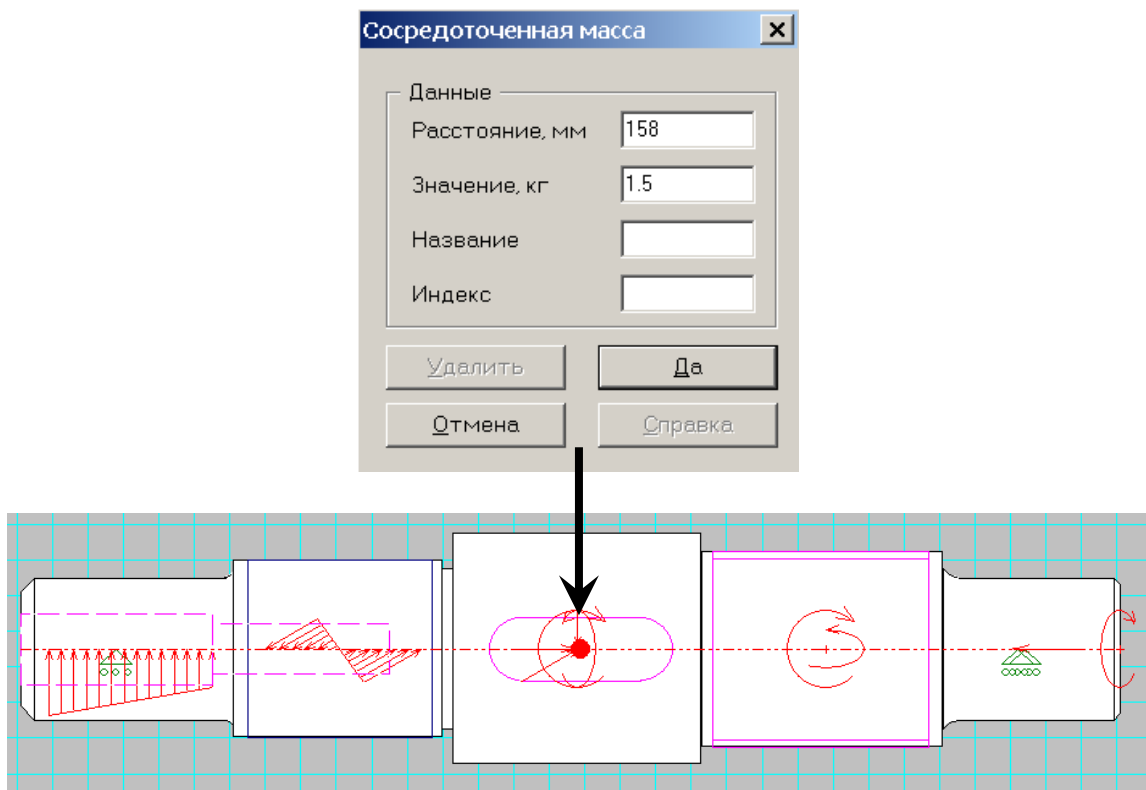 Сосредоточенная масса
Данные
Расстояние, мм 158
Значение, кг 1.5
Название
Индекс
Удалить Да
Отмена Справка